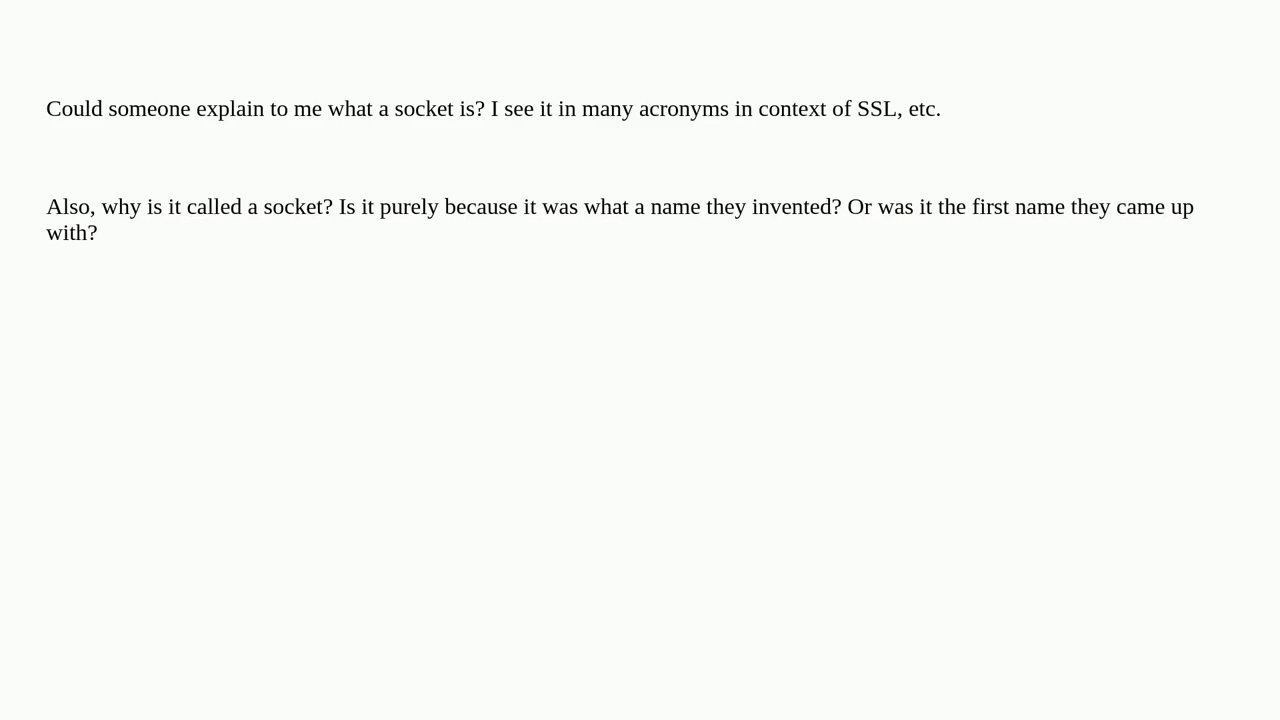 Could someone explain to me what a socket is? I see it in many acronyms in context of SSL, etc.
Also, why is it called a socket? Is it purely because it was what a name they invented? Or was it the first name they came up
with?